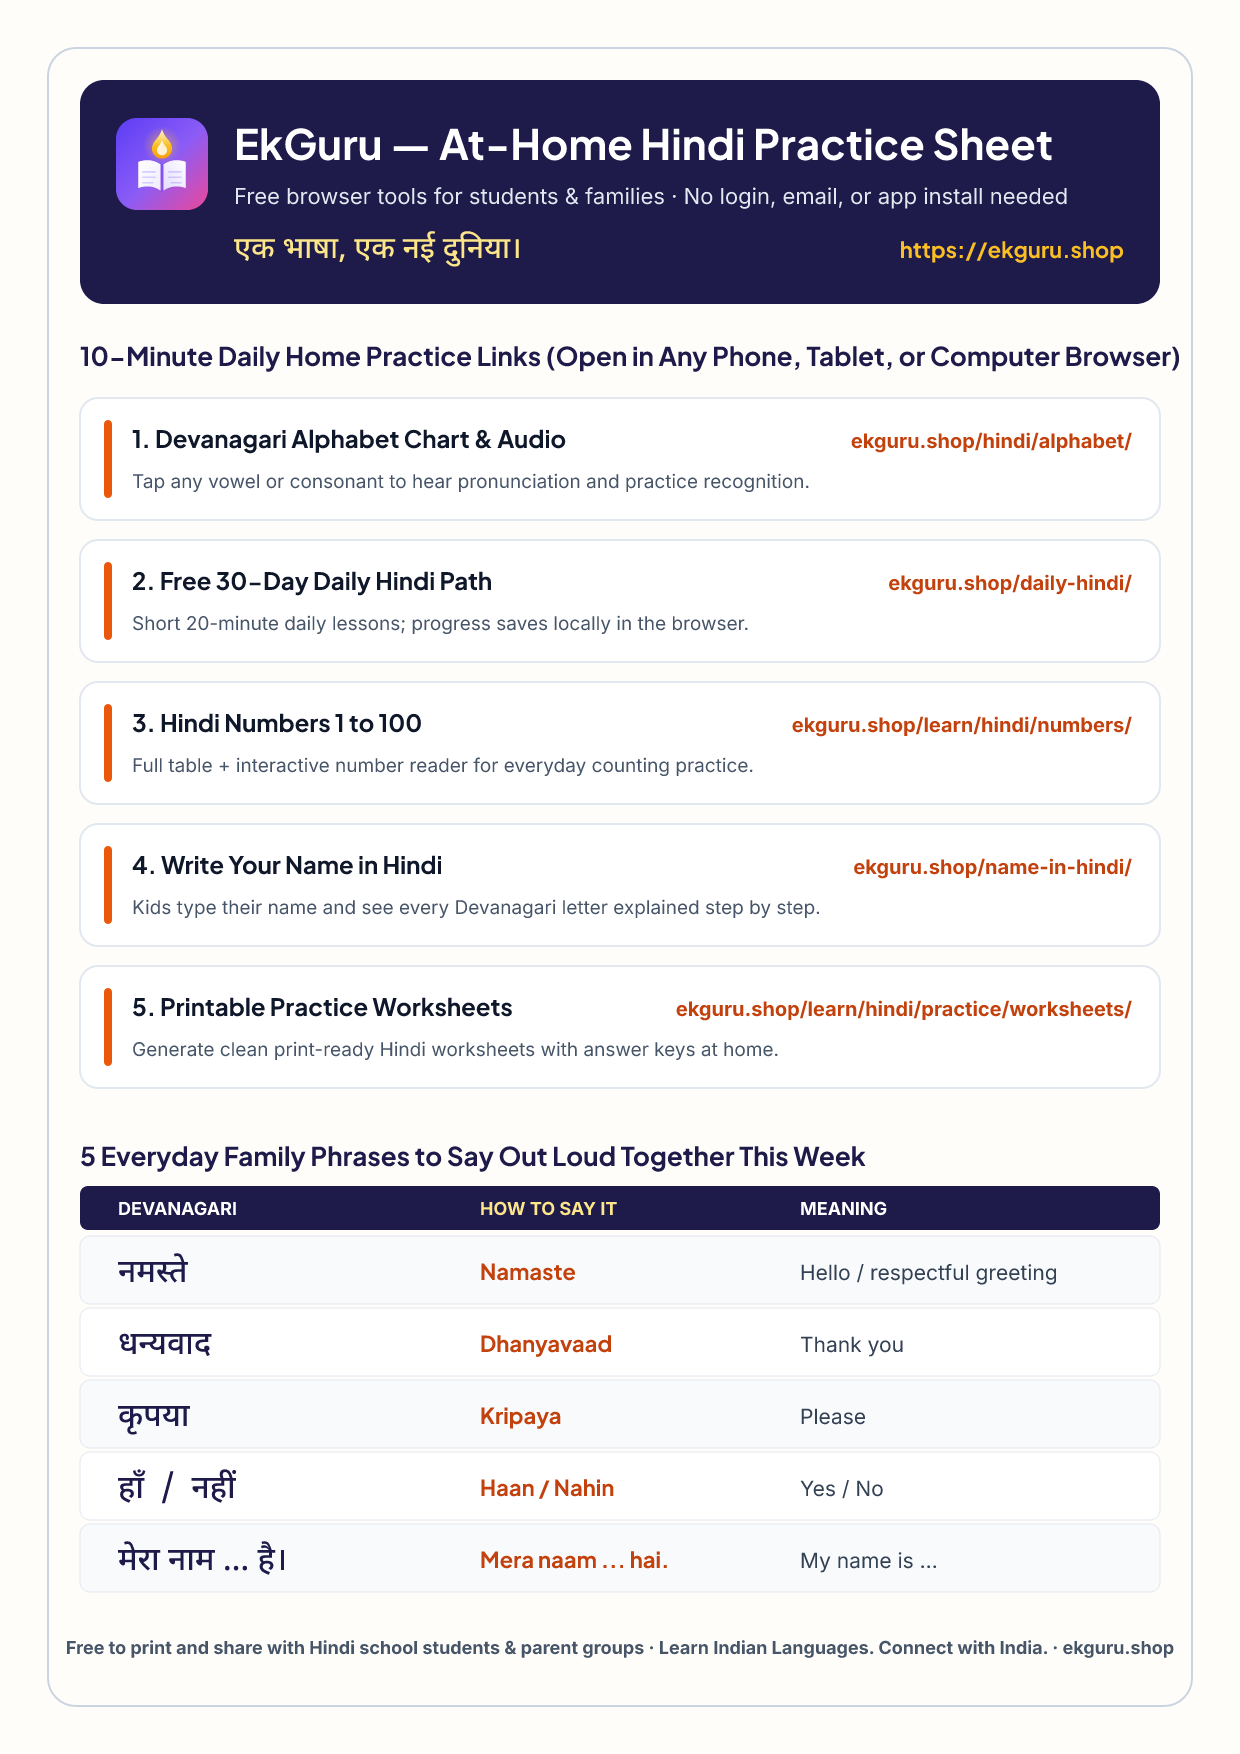 EkGuru — At-Home Hindi Practice Sheet
Free browser tools for students & families · No login, email, or app install needed
एक भाषा, एक नई दुनिया।
https://ekguru.shop
10-Minute Daily Home Practice Links (Open in Any Phone, Tablet, or Computer Browser)
1. Devanagari Alphabet Chart & Audio
ekguru.shop/hindi/alphabet/
Tap any vowel or consonant to hear pronunciation and practice recognition.
2. Free 30-Day Daily Hindi Path
ekguru.shop/daily-hindi/
Short 20-minute daily lessons; progress saves locally in the browser.
3. Hindi Numbers 1 to 100
ekguru.shop/learn/hindi/numbers/
Full table + interactive number reader for everyday counting practice.
4. Write Your Name in Hindi
ekguru.shop/name-in-hindi/
Kids type their name and see every Devanagari letter explained step by step.
5. Printable Practice Worksheets
ekguru.shop/learn/hindi/practice/worksheets/
Generate clean print-ready Hindi worksheets with answer keys at home.
5 Everyday Family Phrases to Say Out Loud Together This Week
DEVANAGARI HOW TO SAY IT MEANING
नमस्ते Namaste Hello / respectful greeting
धन्यवाद Dhanyavaad Thank you
कृपया Kripaya Please
हाँ / नहीं Haan / Nahin Yes / No
मेरा नाम ... है। Mera naam ... hai. My name is ...
Free to print and share with Hindi school students & parent groups · Learn Indian Languages. Connect with India. · ekguru.shop